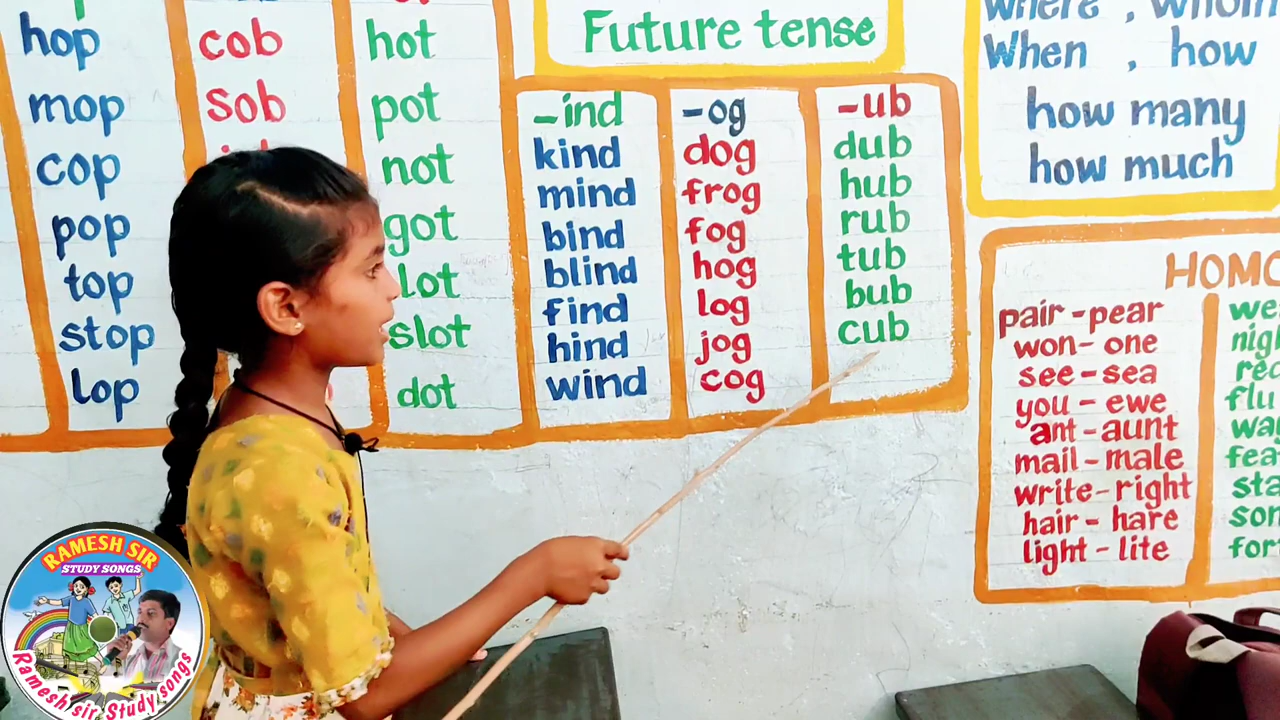 hop
mop
cop
pop
top
stop
lop
cob
sob
hot
pot
not
got
lot
slot
dot
Future tense
-ind
kind
mind
bind
blind
find
hind
wind
-og
dog
frog
fog
hog
log
jog
cog
-ub
dub
hub
rub
tub
bub
cub
where , whom
When , how
how many
how much
pair - pear
won - one
see - sea
you - ewe
ant - aunt
mail - male
write - right
hair - hare
light - lite
RAMESH SIR
STUDY SONGS
Ramesh sir Study songs